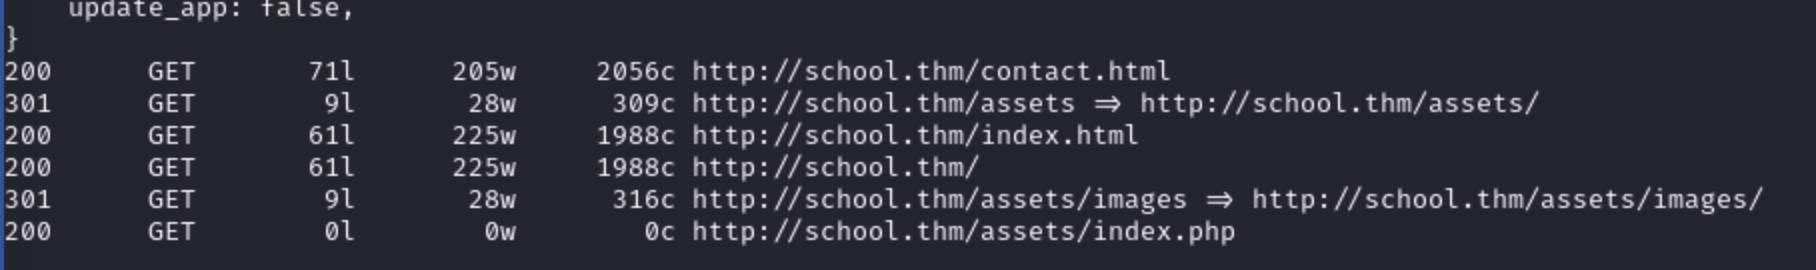 update_app: false,
}
200 GET 71l 205w 2056c http://school.thm/contact.html
301 GET 9l 28w 309c http://school.thm/assets => http://school.thm/assets/
200 GET 61l 225w 1988c http://school.thm/index.html
200 GET 61l 225w 1988c http://school.thm/
301 GET 9l 28w 316c http://school.thm/assets/images => http://school.thm/assets/images/
200 GET 0l 0w 0c http://school.thm/assets/index.php